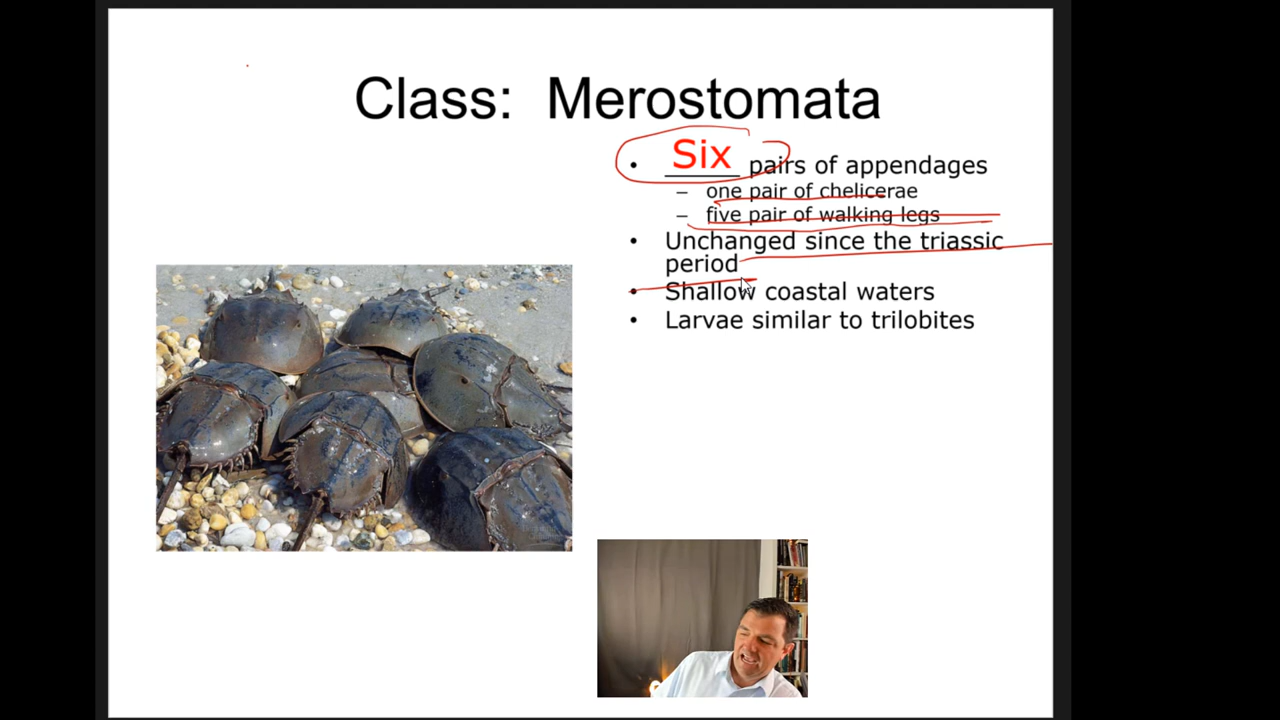 Class: Merostomata
• Six pairs of appendages
– one pair of chelicerae
– five pair of walking legs
• Unchanged since the triassic
period
• Shallow coastal waters
• Larvae similar to trilobites